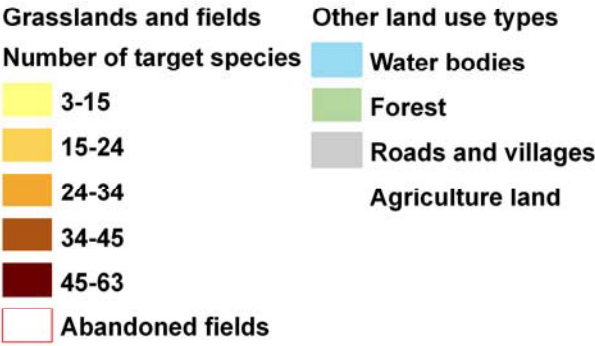 Grasslands and fields
Number of target species
3-15
15-24
24-34
34-45
45-63
Abandoned fields
Other land use types
Water bodies
Forest
Roads and villages
Agriculture land